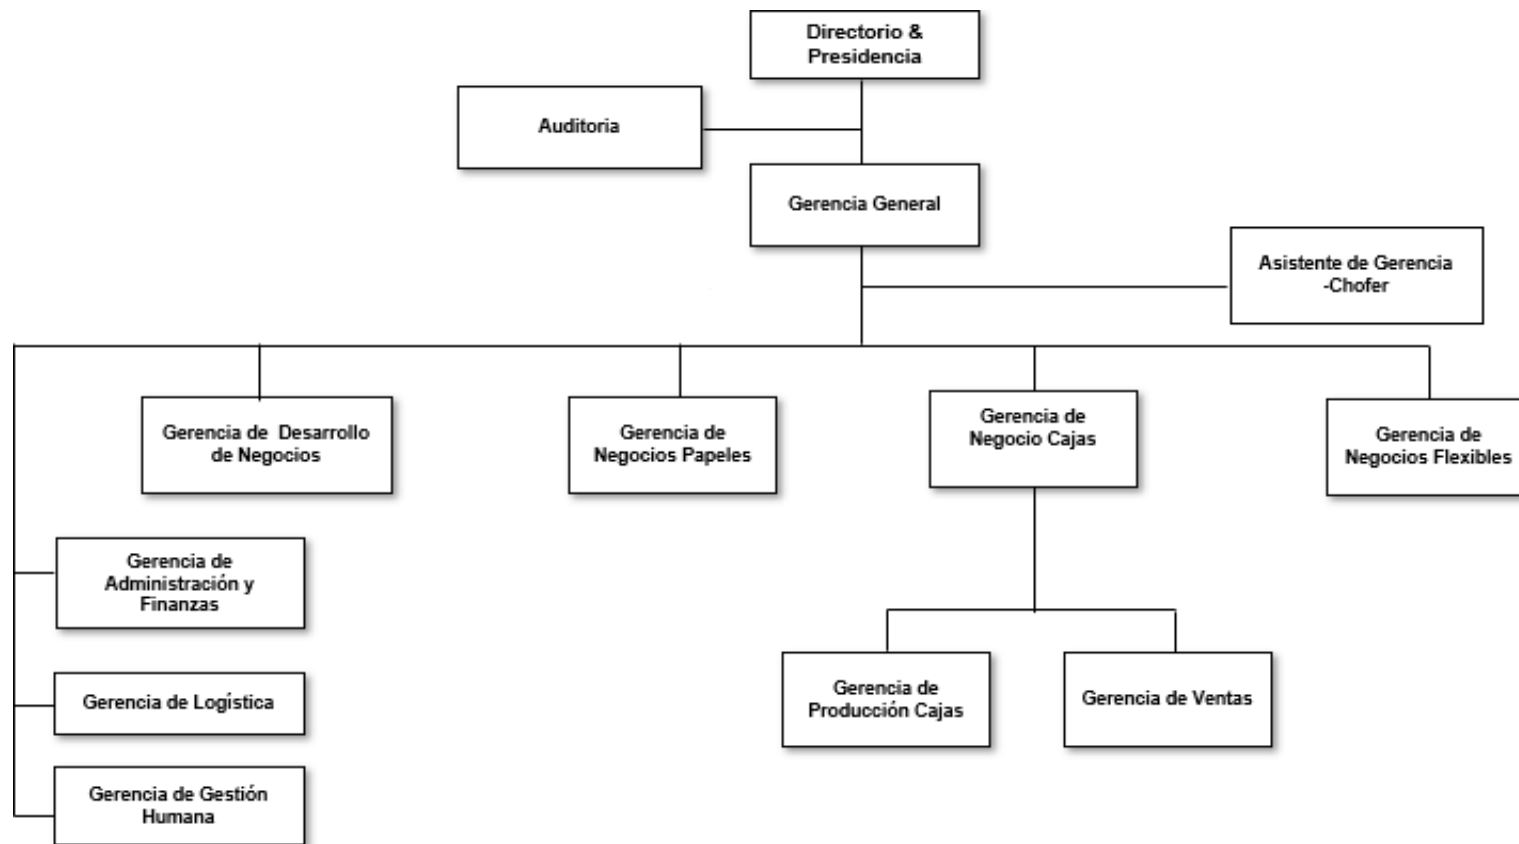 Directorio &
Presidencia
Auditoria
Gerencia General
Asistente de Gerencia
-Chofer
Gerencia de Desarrollo
de Negocios
Gerencia de
Negocios Papeles
Gerencia de
Negocio Cajas
Gerencia de
Negocios Flexibles
Gerencia de
Administración y
Finanzas
Gerencia de Logística
Gerencia de Gestión
Humana
Gerencia de
Producción Cajas
Gerencia de Ventas